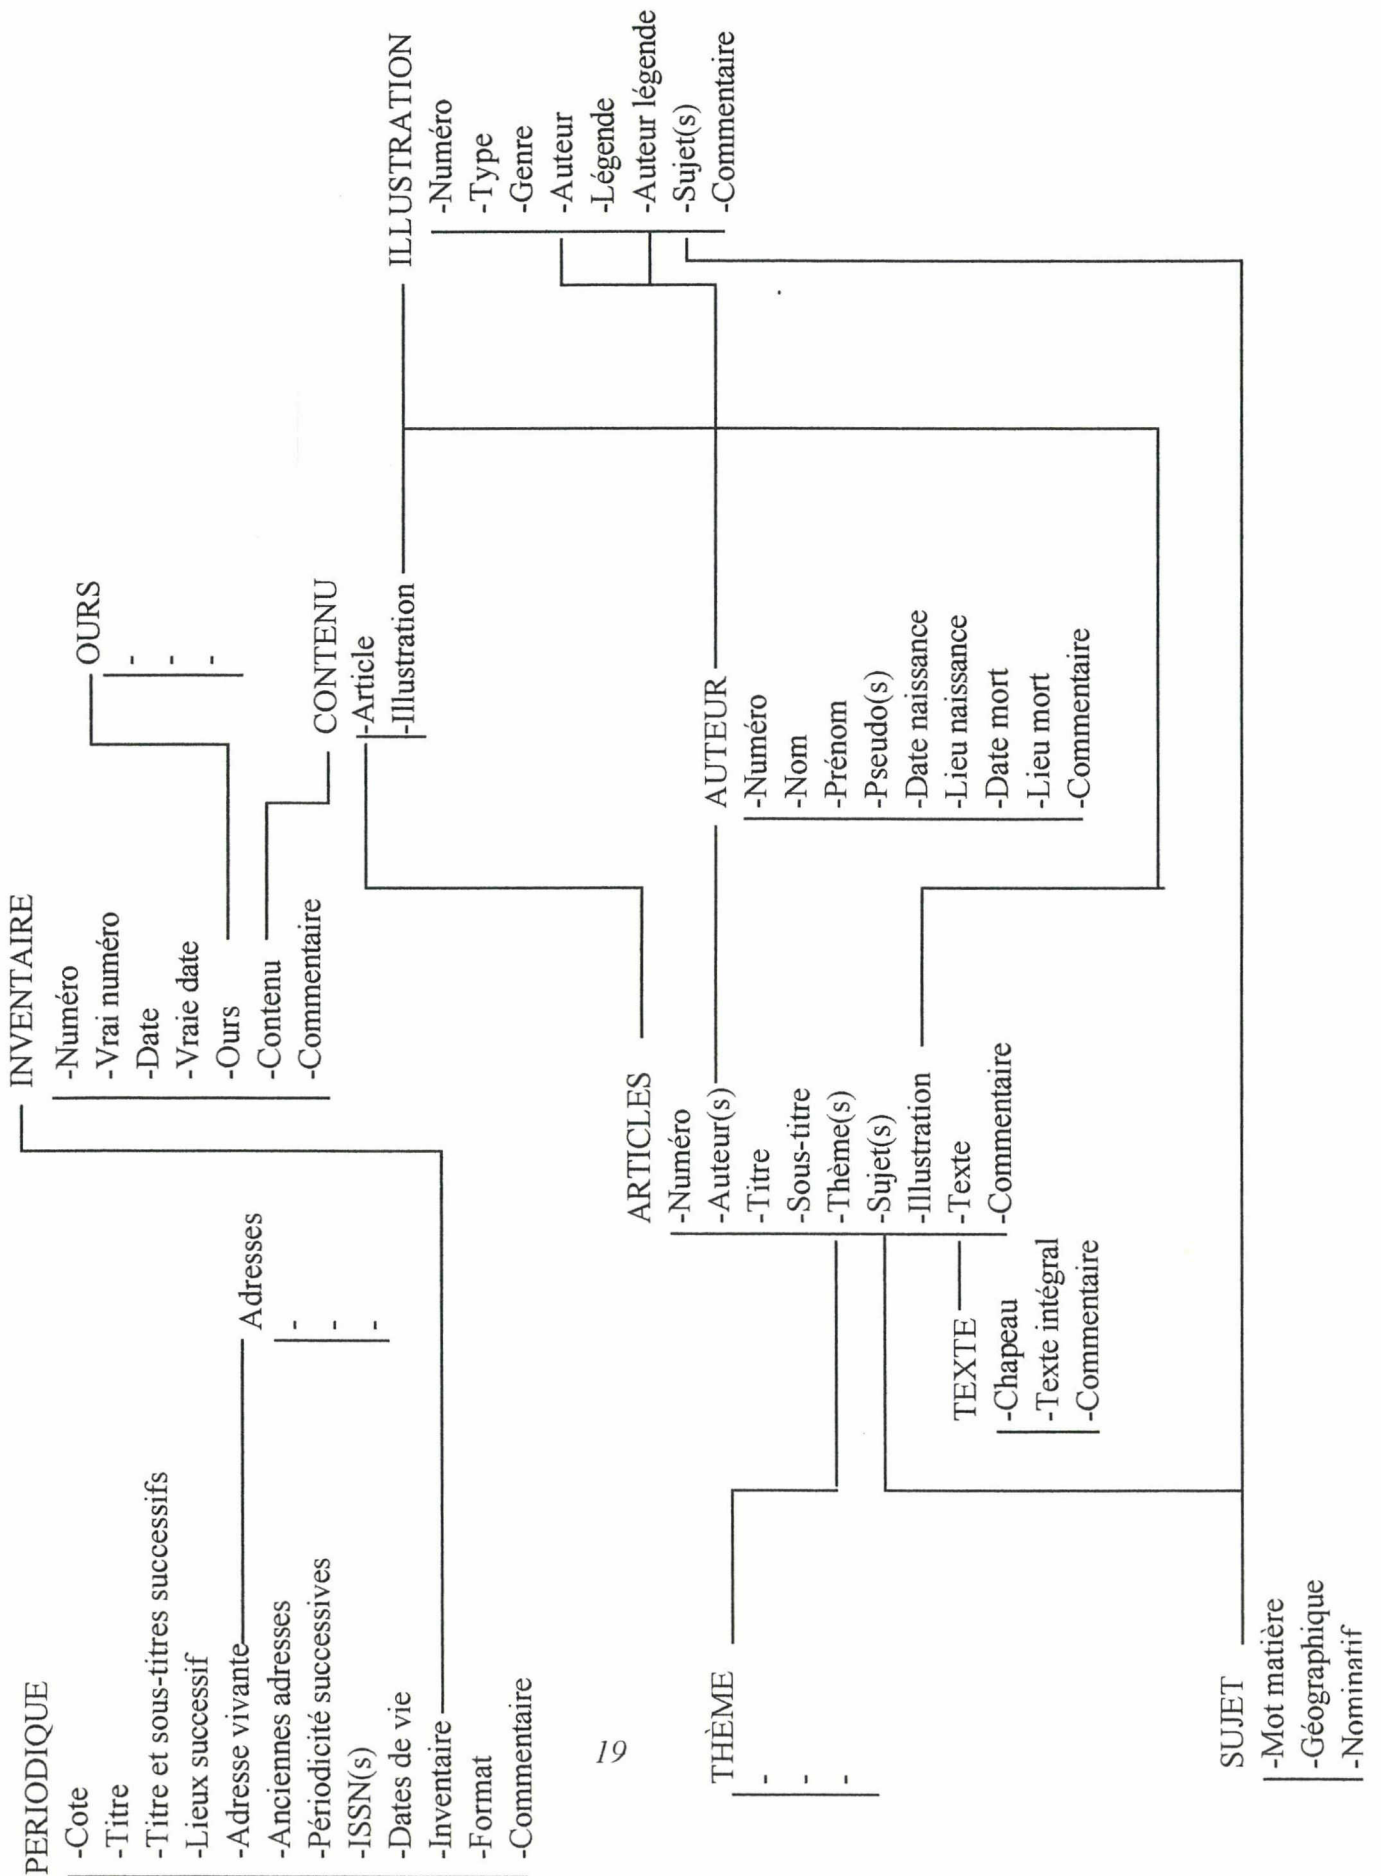 PERIODIQUE
-Cote
-Titre
-Titre et sous-titres successifs
-Lieux successif
-Adresse vivante
-Anciennes adresses
-Périodicité successives
-ISSN(s)
-Dates de vie
-Inventaire
-Format
-Commentaire
Adresses
-
-
-
INVENTAIRE
-Numéro
-Vrai numéro
-Date
-Vraie date
-Ours
-Contenu
-Commentaire
OURS
-
-
-
CONTENU
-Article
-Illustration
ILLUSTRATION
-Numéro
-Type
-Genre
-Auteur
-Légende
-Auteur légende
-Sujet(s)
-Commentaire
ARTICLES
-Numéro
-Auteur(s)
-Titre
-Sous-titre
-Thème(s)
-Sujet(s)
-Illustration
-Texte
-Commentaire
AUTEUR
-Numéro
-Nom
-Prénom
-Pseudo(s)
-Date naissance
-Lieu naissance
-Date mort
-Lieu mort
-Commentaire
THÈME
-
-
-
TEXTE
-Chapeau
-Texte intégral
-Commentaire
SUJET
-Mot matière
-Géographique
-Nominatif
19